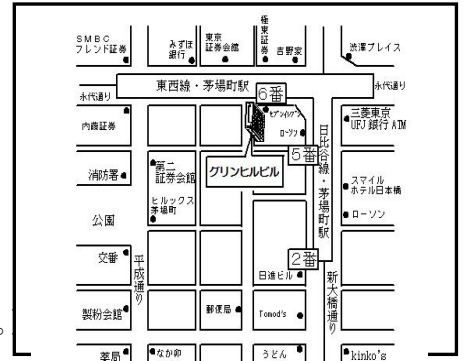 SMBC
フレンド証券
みずほ
銀行
東京
証券会館
極東証券
吉野家
渋澤プレイス
永代通り
東西線・茅場町駅
永代通り
6番
内藤証券
セブンイレブン
ローソン
三菱東京
UFJ銀行ATM
日比谷線・茅場町駅
5番
消防署
第二
証券会館
グリンヒルビル
スマイル
ホテル日本橋
ヒルックス
茅場町
ローソン
公園
交番
平成通り
2番
日進ビル
新大橋通り
製粉会館
郵便局
Tomod's
薬局
なか卯
うどん
kinko's